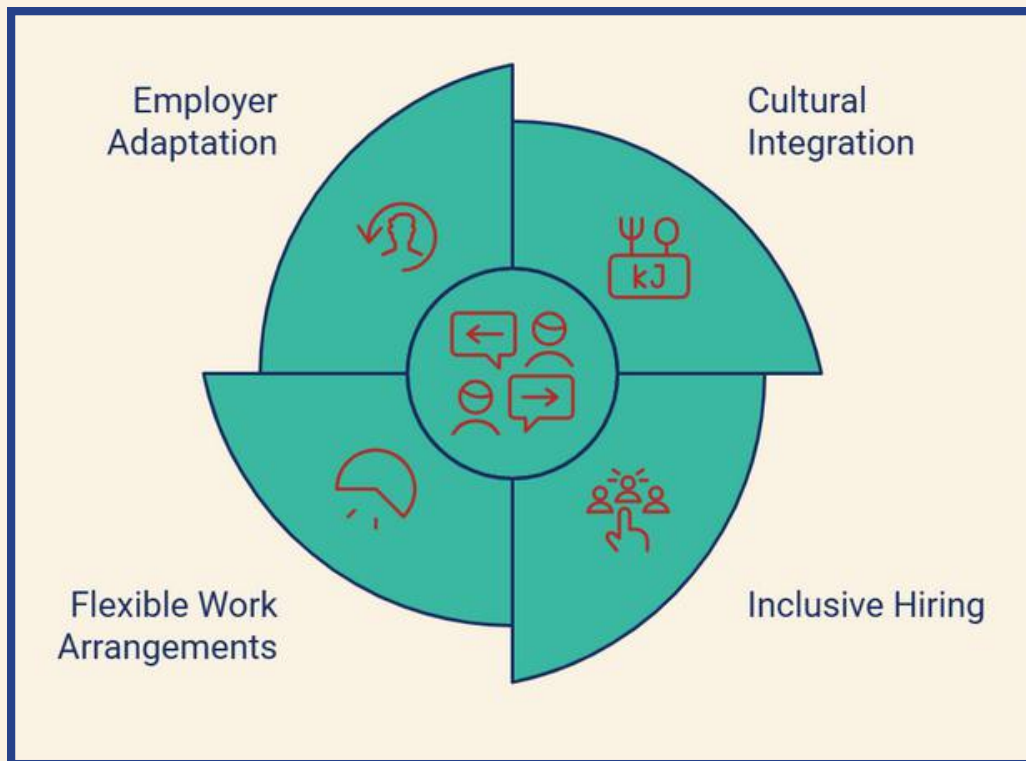 Employer
Adaptation
Cultural
Integration
kJ
Flexible Work
Arrangements
Inclusive Hiring